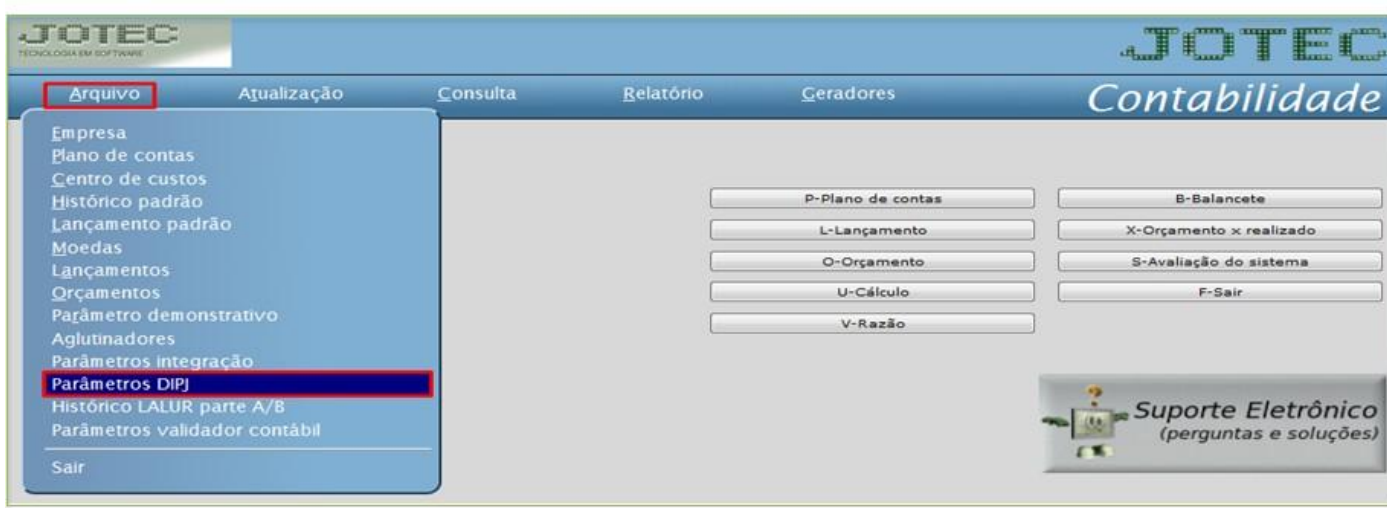 JOTEC
TECNOLOGIA EM SOFTWARE
JOTEC
Arquivo Atualização Consulta Relatório Geradores Contabilidade
Empresa
Plano de contas
Centro de custos
Histórico padrão
Lançamento padrão
Moedas
Lançamentos
Orçamentos
Parâmetro demonstrativo
Aglutinadores
Parâmetros integração
Parâmetros DIPJ
Histórico LALUR parte A/B
Parâmetros validador contábil
Sair
P-Plano de contas B-Balancete
L-Lançamento X-Orçamento x realizado
O-Orçamento S-Avaliação do sistema
U-Cálculo F-Sair
V-Razão
Suporte Eletrônico
(perguntas e soluções)